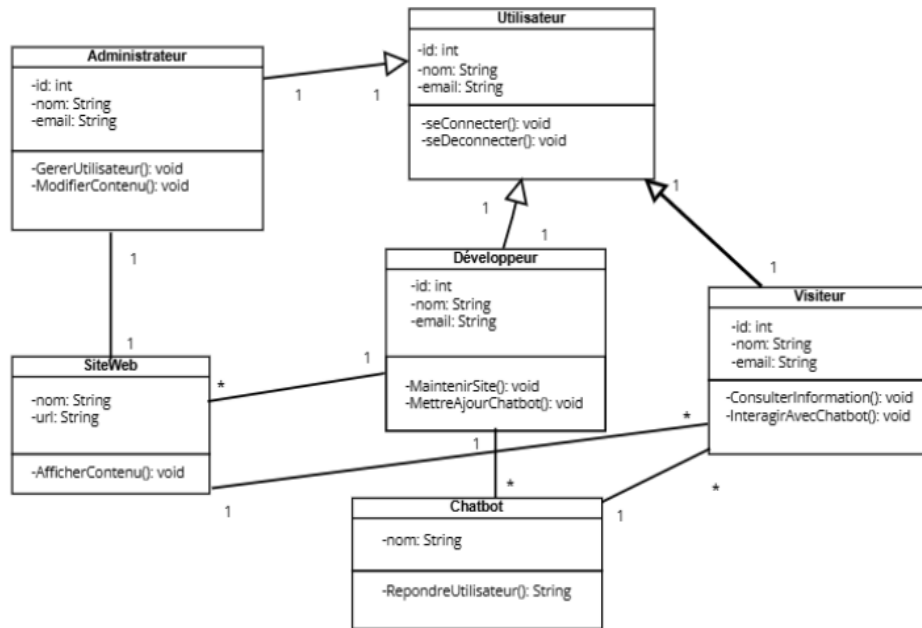 Utilisateur
-id: int
-nom: String
-email: String
-seConnecter(): void
-seDeconnecter(): void
Administrateur
-id: int
-nom: String
-email: String
-GererUtilisateur(): void
-ModifierContenu(): void
1
1
1
1
1
1
Développeur
-id: int
-nom: String
-email: String
-MaintenirSite(): void
-MettreAjourChatbot(): void
1
1
Visiteur
-id: int
-nom: String
-email: String
-ConsulterInformation(): void
-InteragirAvecChatbot(): void
SiteWeb
-nom: String
-url: String
-AfficherContenu(): void
*
1
1
*
1
*
1
*
Chatbot
-nom: String
-RepondreUtilisateur(): String